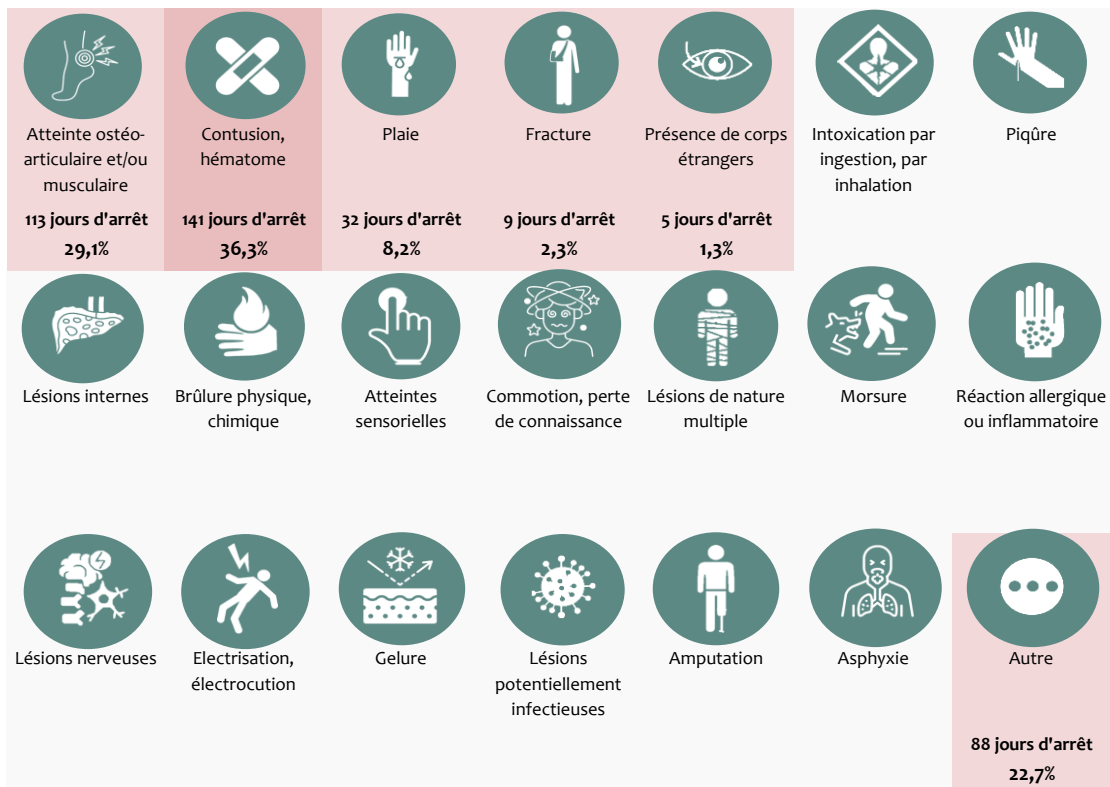 Atteinte ostéo-
articulaire et/ou
musculaire
113 jours d'arrêt
29,1%
Contusion,
hématome
141 jours d'arrêt
36,3%
Plaie
32 jours d'arrêt
8,2%
Fracture
9 jours d'arrêt
2,3%
Présence de corps
étrangers
5 jours d'arrêt
1,3%
Intoxication par
ingestion, par
inhalation
Piqûre
Lésions internes
Brûlure physique,
chimique
Atteintes
sensorielles
Commotion, perte
de connaissance
Lésions de nature
multiple
Morsure
Réaction allergique
ou inflammatoire
Lésions nerveuses
Electrisation,
électrocution
Gelure
Lésions
potentiellement
infectieuses
Amputation
Asphyxie
Autre
88 jours d'arrêt
22,7%